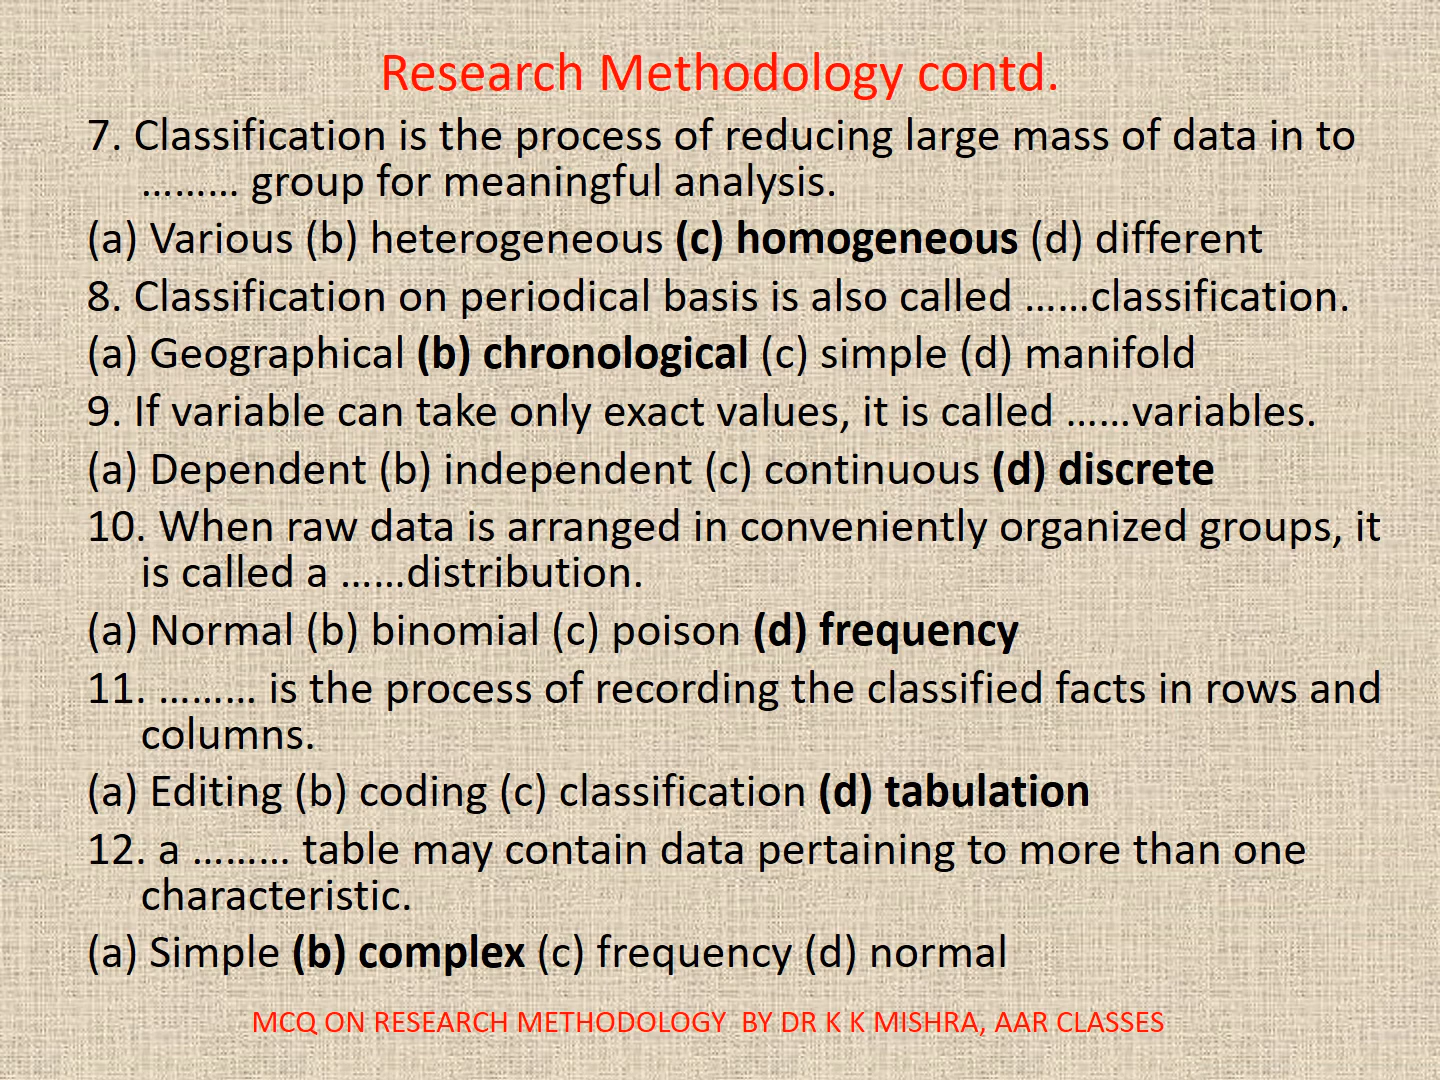 Research Methodology contd.
7. Classification is the process of reducing large mass of data in to
……… group for meaningful analysis.
(a) Various (b) heterogeneous (c) homogeneous (d) different
8. Classification on periodical basis is also called ……classification.
(a) Geographical (b) chronological (c) simple (d) manifold
9. If variable can take only exact values, it is called ……variables.
(a) Dependent (b) independent (c) continuous (d) discrete
10. When raw data is arranged in conveniently organized groups, it
is called a ……distribution.
(a) Normal (b) binomial (c) poison (d) frequency
11. ……… is the process of recording the classified facts in rows and
columns.
(a) Editing (b) coding (c) classification (d) tabulation
12. a ……… table may contain data pertaining to more than one
characteristic.
(a) Simple (b) complex (c) frequency (d) normal
MCQ ON RESEARCH METHODOLOGY BY DR K K MISHRA, AAR CLASSES